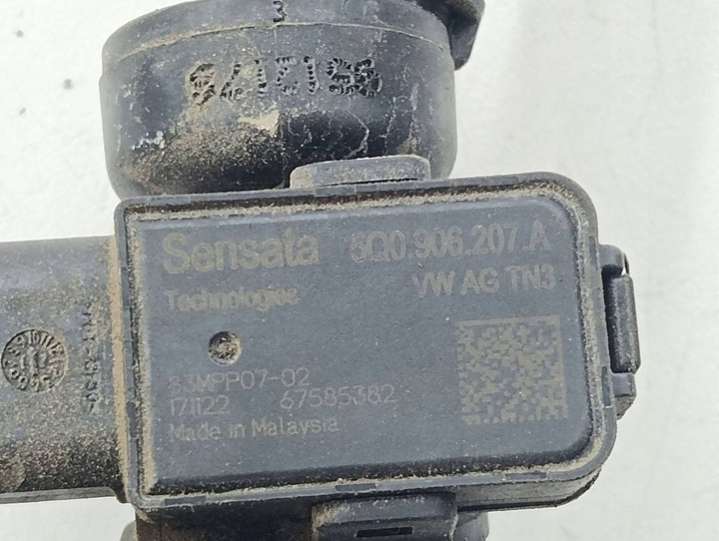 Sensata 5Q0.906.207.A
Technologies VW AG TN3
83MPP07-02
171122 67585382
Made in Malaysia